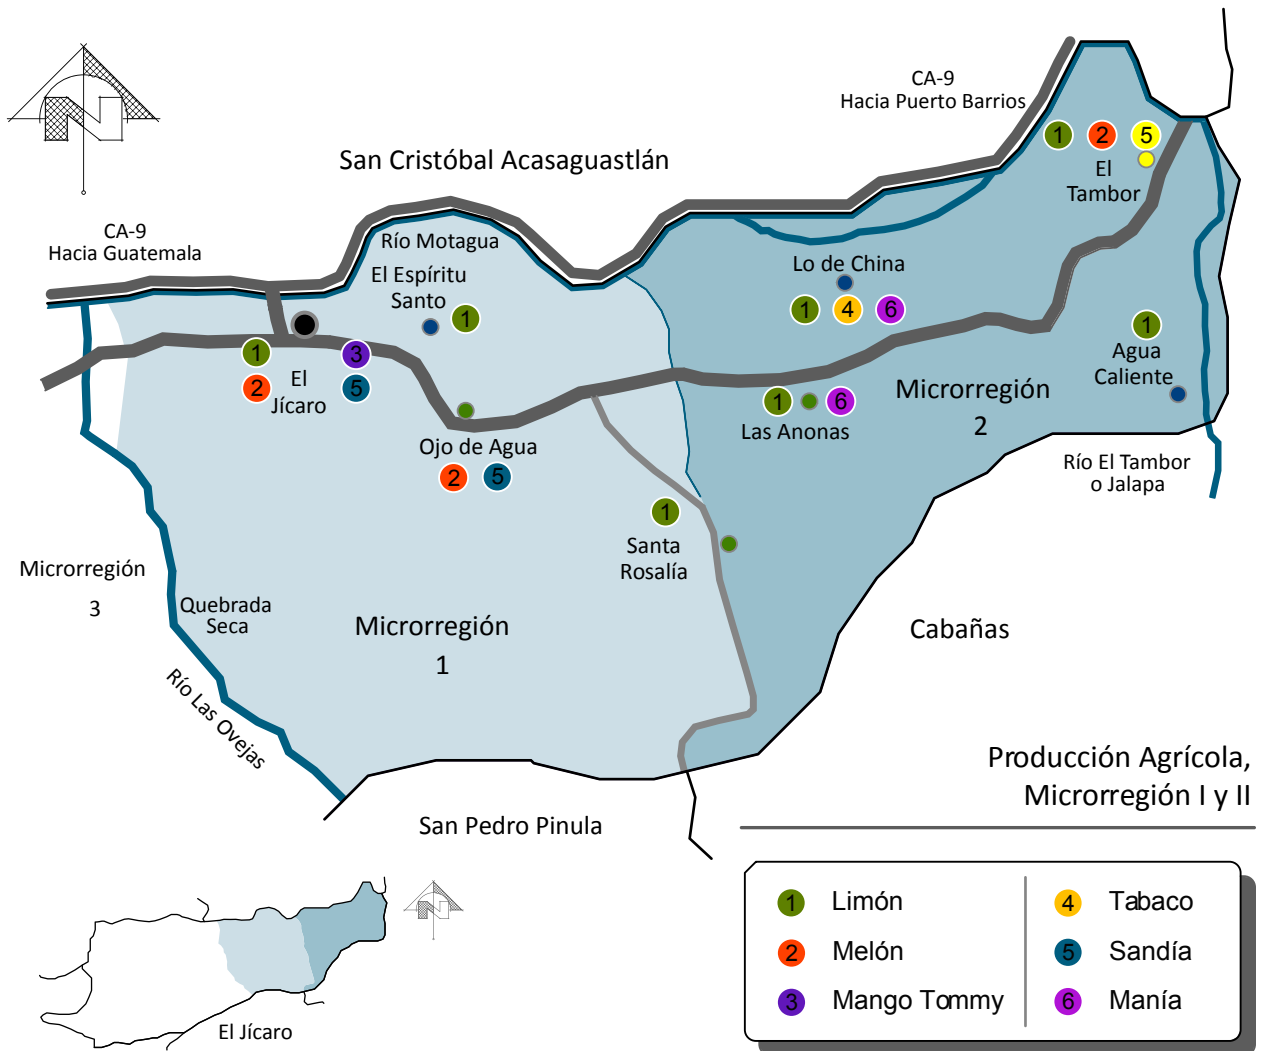 N
CA-9
Hacia Puerto Barrios
1 2 5
El
Tambor
San Cristóbal Acasaguastlán
CA-9
Hacia Guatemala
Río Motagua
El Espíritu
Santo
1
Lo de China
1 4 6
1
Agua
Caliente
1
2
El
Jícaro
3
5
Microrregión
2
1 6
Las Anonas
Ojo de Agua
2 5
Río El Tambor
o Jalapa
1
Santa
Rosalía
Microrregión
3
Quebrada
Seca
Microrregión
1
Cabañas
Río Las Ovejas
San Pedro Pinula
Producción Agrícola,
Microrregión I y II
1 Limón
2 Melón
3 Mango Tommy
4 Tabaco
5 Sandía
6 Manía
N
El Jícaro